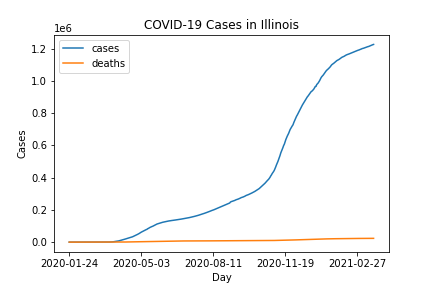 COVID-19 Cases in Illinois
1e6
cases
deaths
1.2
1.0
0.8
0.6
0.4
0.2
0.0
Cases
2020-01-24 2020-05-03 2020-08-11 2020-11-19 2021-02-27
Day